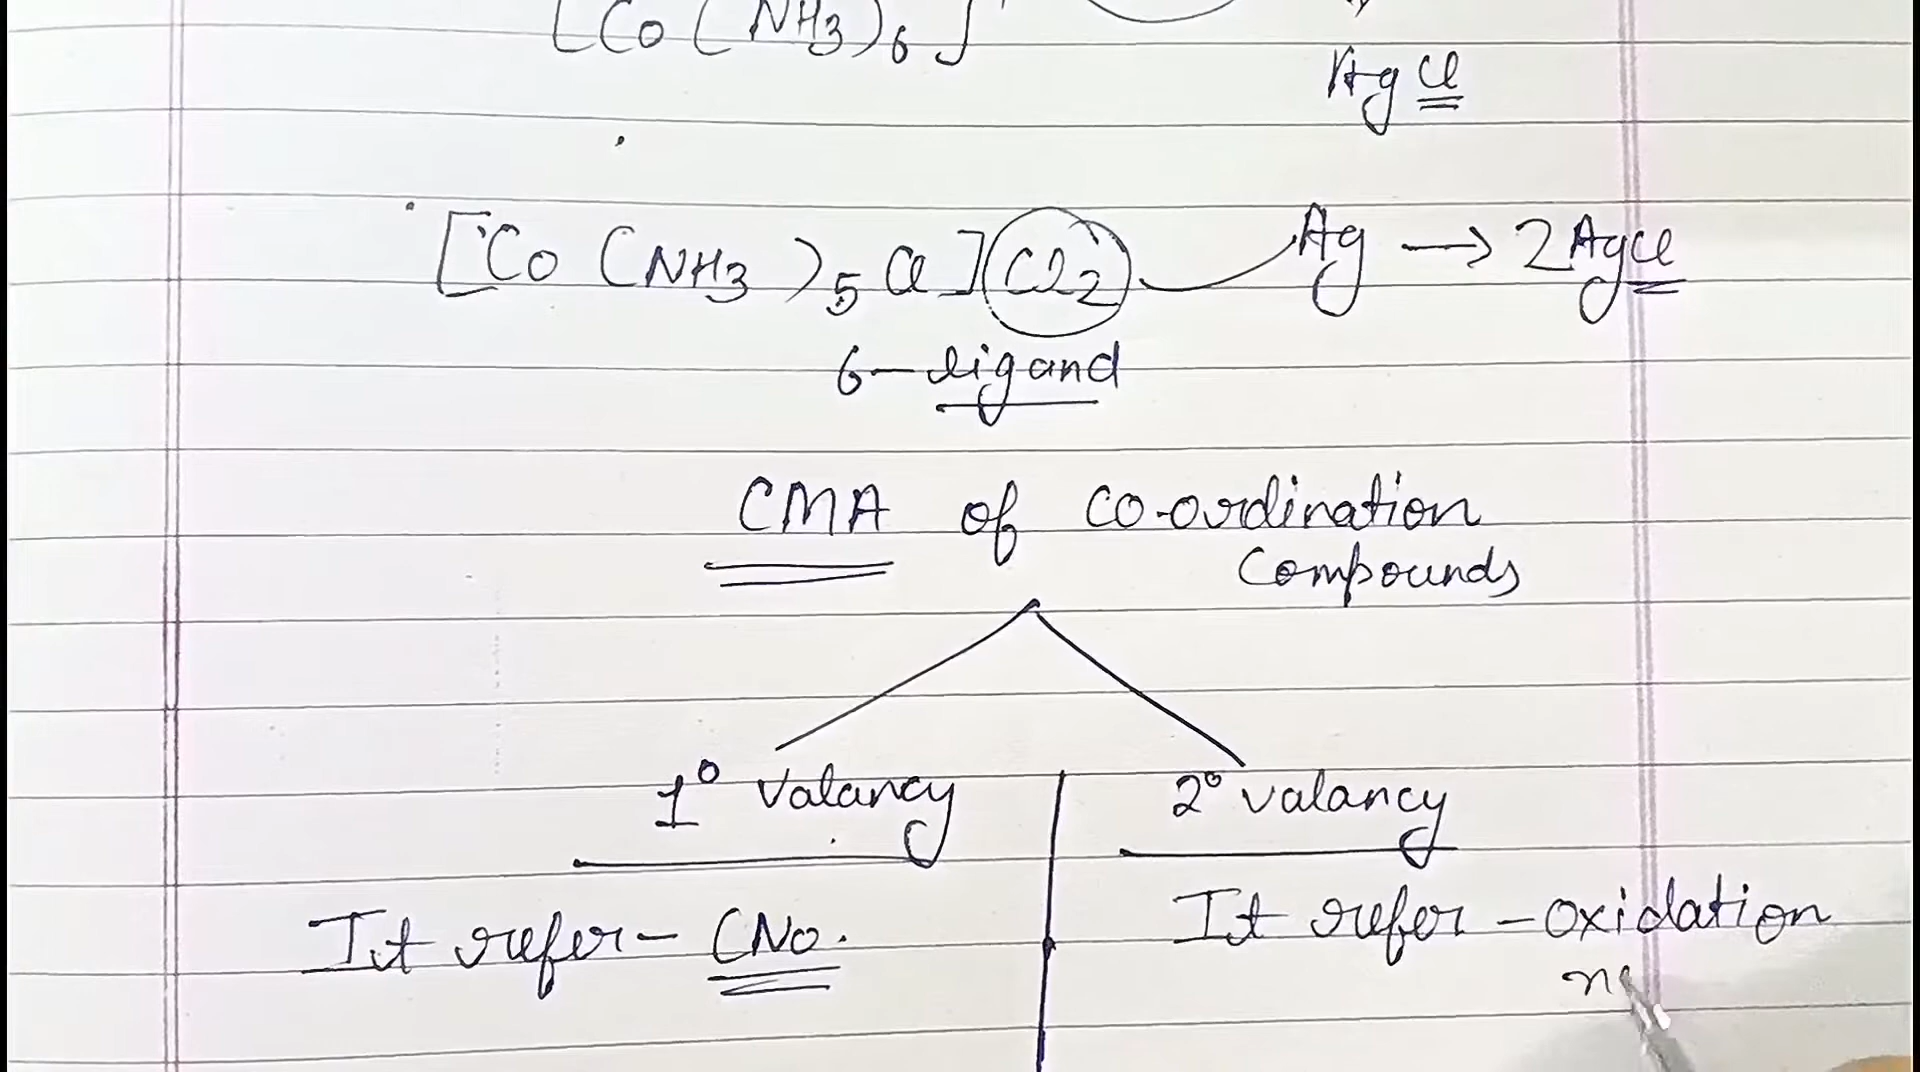 [Co(NH3)6]
AgCl
[Co(NH3)5Cl]Cl2 Ag → 2AgCl
6-ligand
CMA of co-ordination
Compounds
1° valancy
2° valancy
It refer - CNo.
It refer - oxidation